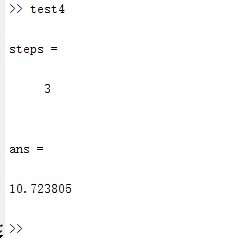 >> test4
steps =
3
ans =
10.723805
>>